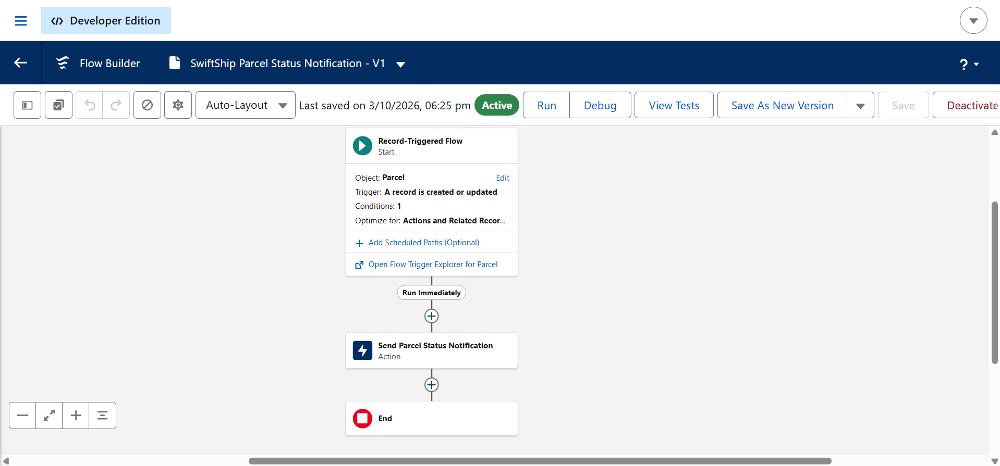 Developer Edition
Flow Builder
SwiftShip Parcel Status Notification - V1
?
Auto-Layout
Last saved on 3/10/2026, 06:25 pm
Active
Run
Debug
View Tests
Save As New Version
Save
Deactivate
Record-Triggered Flow
Start
Object: Parcel
Edit
Trigger: A record is created or updated
Conditions: 1
Optimize for: Actions and Related Recor...
Add Scheduled Paths (Optional)
Open Flow Trigger Explorer for Parcel
Run Immediately
Send Parcel Status Notification
Action
End